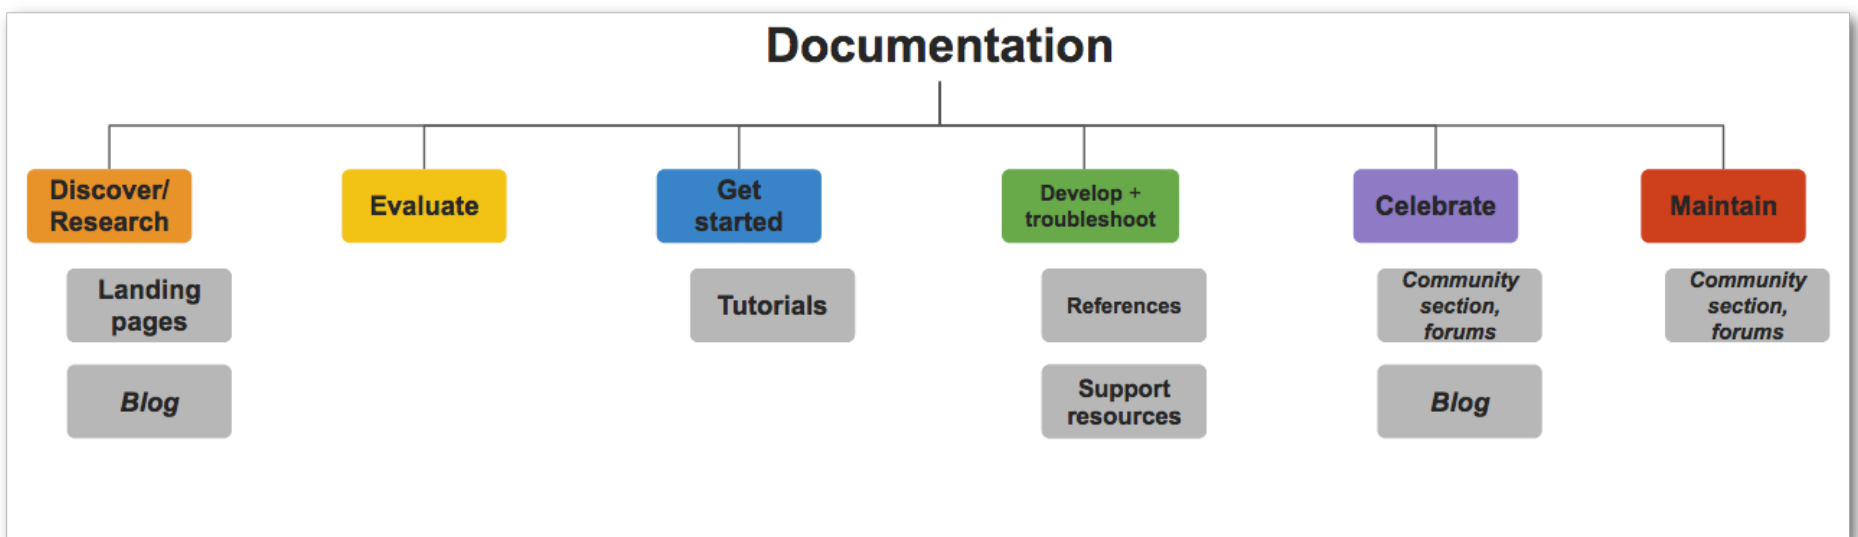 Documentation
Discover/
Research
Evaluate
Get
started
Develop +
troubleshoot
Celebrate
Maintain
Landing
pages
Tutorials
References
Community
section,
forums
Community
section,
forums
Blog
Support
resources
Blog